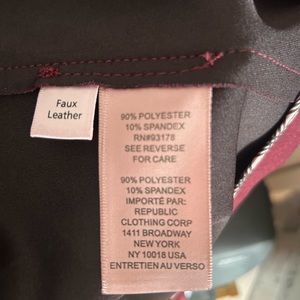 Faux
Leather
90% POLYESTER
10% SPANDEX
RN#93178
SEE REVERSE
FOR CARE
90% POLYESTER
10% SPANDEX
IMPORTÉ PAR:
REPUBLIC
CLOTHING CORP
1411 BROADWAY
NEW YORK
NY 10018 USA
ENTRETIEN AU VERSO